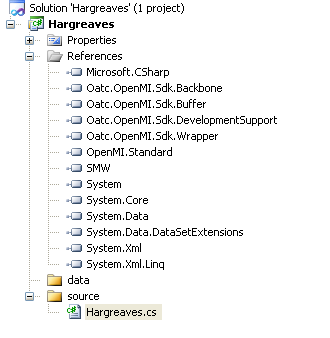 Solution 'Hargreaves' (1 project)
Hargreaves
Properties
References
Microsoft.CSharp
Oatc.OpenMI.Sdk.Backbone
Oatc.OpenMI.Sdk.Buffer
Oatc.OpenMI.Sdk.DevelopmentSupport
Oatc.OpenMI.Sdk.Wrapper
OpenMI.Standard
SMW
System
System.Core
System.Data
System.Data.DataSetExtensions
System.Xml
System.Xml.Linq
data
source
Hargreaves.cs